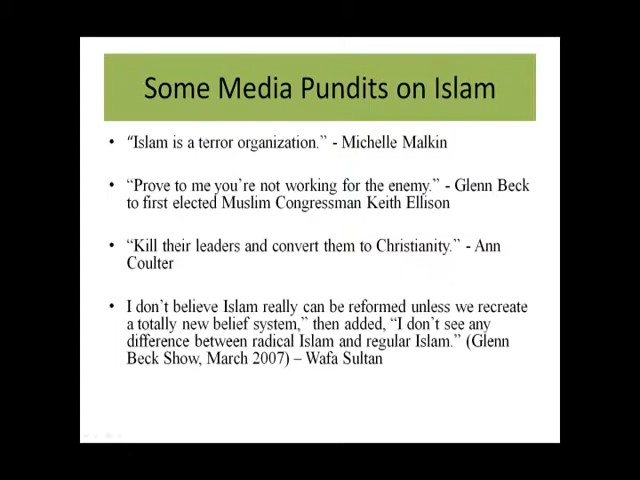 Some Media Pundits on Islam
• “Islam is a terror organization.” - Michelle Malkin
• “Prove to me you’re not working for the enemy.” - Glenn Beck
to first elected Muslim Congressman Keith Ellison
• “Kill their leaders and convert them to Christianity.” - Ann
Coulter
• I don’t believe Islam really can be reformed unless we recreate
a totally new belief system,” then added, “I don’t see any
difference between radical Islam and regular Islam.” (Glenn
Beck Show, March 2007) – Wafa Sultan